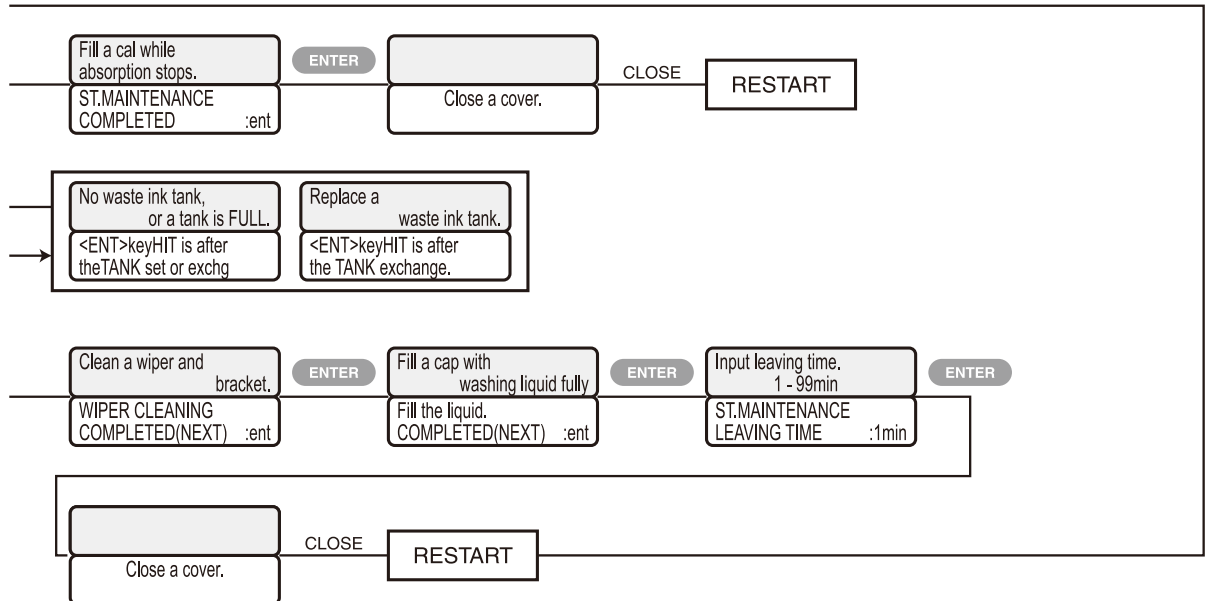 Fill a cal while
absorption stops.
ST.MAINTENANCE
COMPLETED :ent
ENTER
Close a cover.
CLOSE
RESTART
No waste ink tank,
or a tank is FULL.
<ENT>keyHIT is after
theTANK set or exchg
Replace a
waste ink tank.
<ENT>keyHIT is after
the TANK exchange.
Clean a wiper and
bracket.
WIPER CLEANING
COMPLETED(NEXT) :ent
ENTER
Fill a cap with
washing liquid fully
Fill the liquid.
COMPLETED(NEXT) :ent
ENTER
Input leaving time.
1 - 99min
ST.MAINTENANCE
LEAVING TIME :1min
ENTER
Close a cover.
CLOSE
RESTART